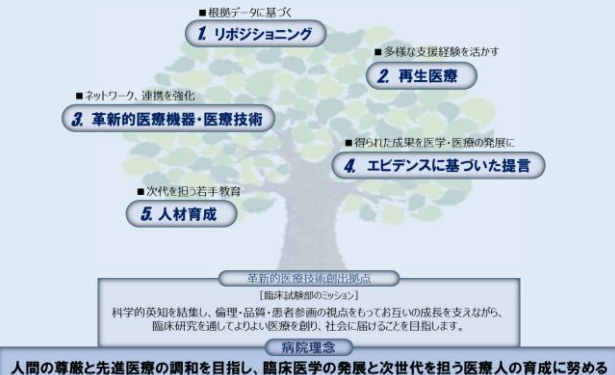 ■根拠データに基づく
1. リポジショニング
■多様な支援経験を活かす
2. 再生医療
■ネットワーク、連携を強化
3. 革新的医療機器・医療技術
■得られた成果を医学・医療の発展に
4. エビデンスに基づいた提言
■次代を担う若手教育
5. 人材育成
革新的医療技術創出拠点
[臨床試験部のミッション]
科学的英知を結集し、倫理・品質・患者参画の視点をもってお互いの成長を支えながら、
臨床研究を通してよりよい医療を創り、社会に届けることを目指します。
病院理念
人間の尊厳と先進医療の調和を目指し、臨床医学の発展と次世代を担う医療人の育成に努める